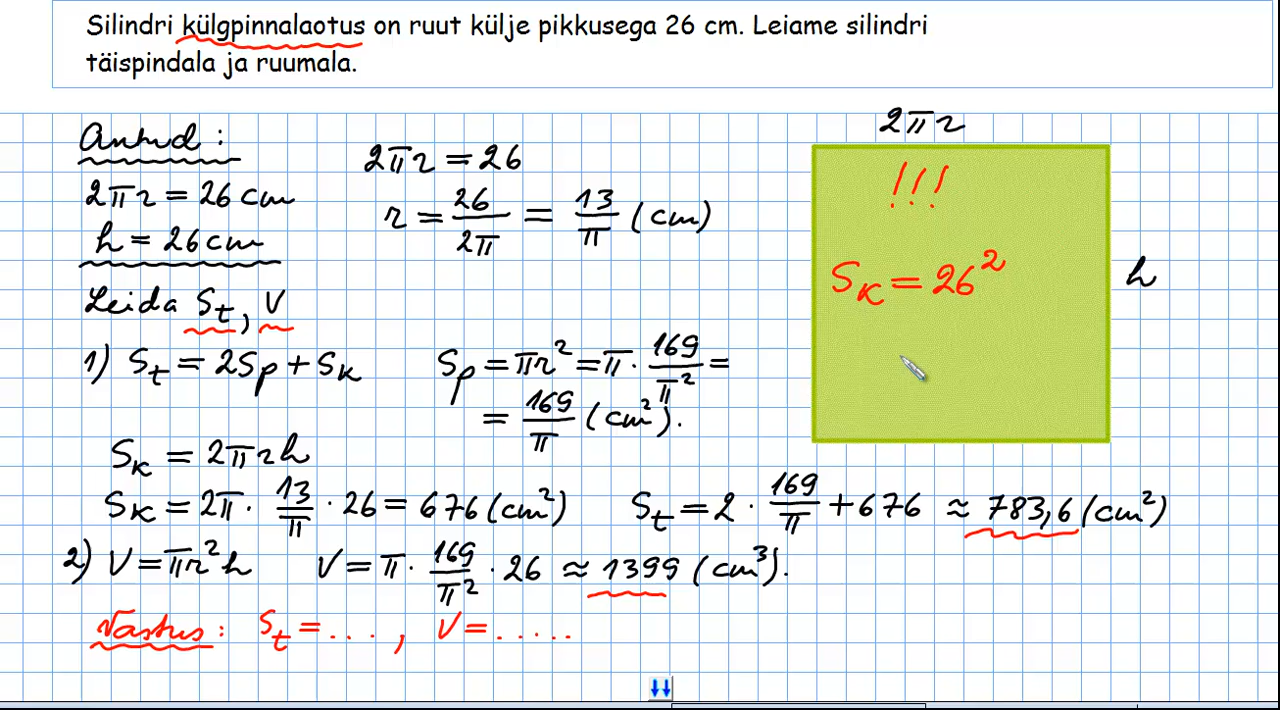 Silindri külgpinnalaotus on ruut külje pikkusega 26 cm. Leiame silindri
täispindala ja ruumala.
Antud:
2πr = 26 cm
h = 26 cm
Leida St, V
2πr = 26
r = 26/2π = 13/π (cm)
2πr
!!!
Sk = 26²
h
1) St = 2Sp + Sk
Sp = πr² = π · 169/π² =
= 169/π (cm²).
Sk = 2πrh
Sk = 2π · 13/π · 26 = 676 (cm²)
St = 2 · 169/π + 676 ≈ 783,6 (cm²)
2) V = πr²h
V = π · 169/π² · 26 ≈ 1399 (cm³).
Vastus: St = ..., V = .....